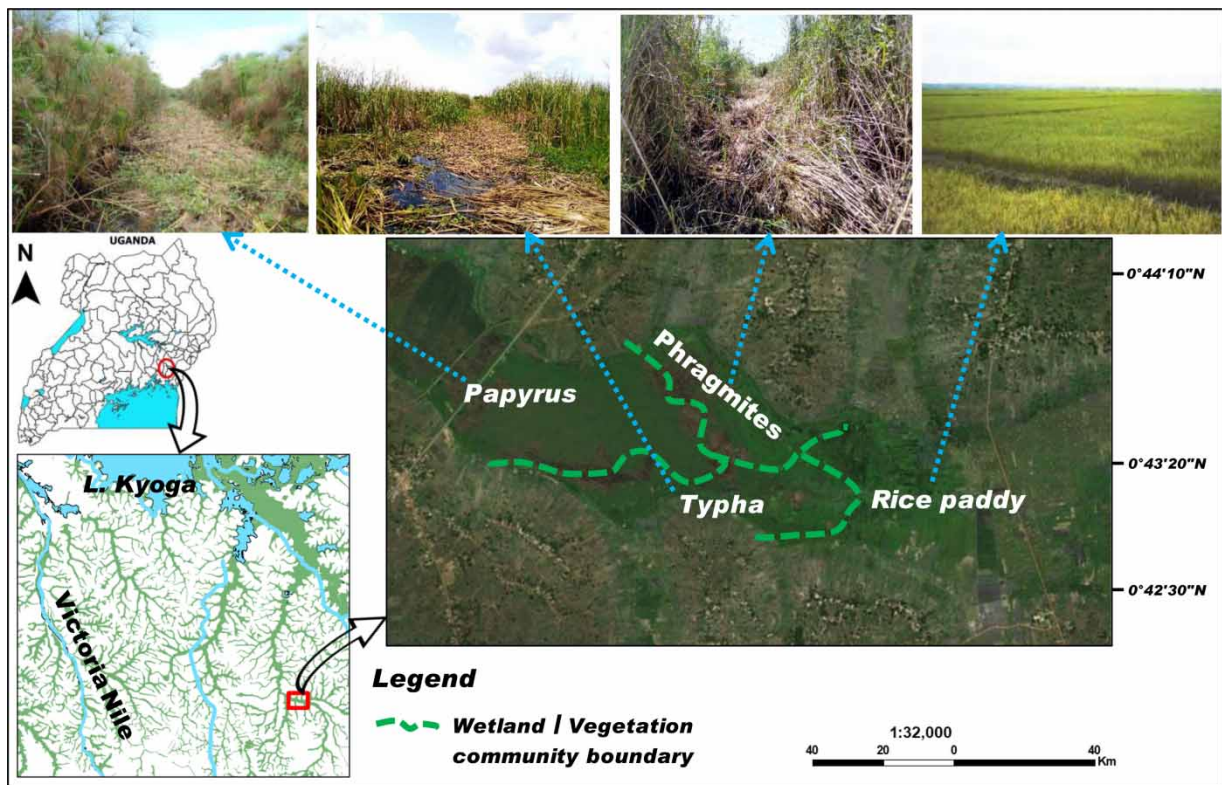 UGANDA
N
0°44'10"N
Phragmites
Papyrus
0°43'20"N
Typha
Rice paddy
0°42'30"N
L. Kyoga
Victoria Nile
Legend
Wetland / Vegetation
community boundary
1:32,000
40 20 0 40
Km